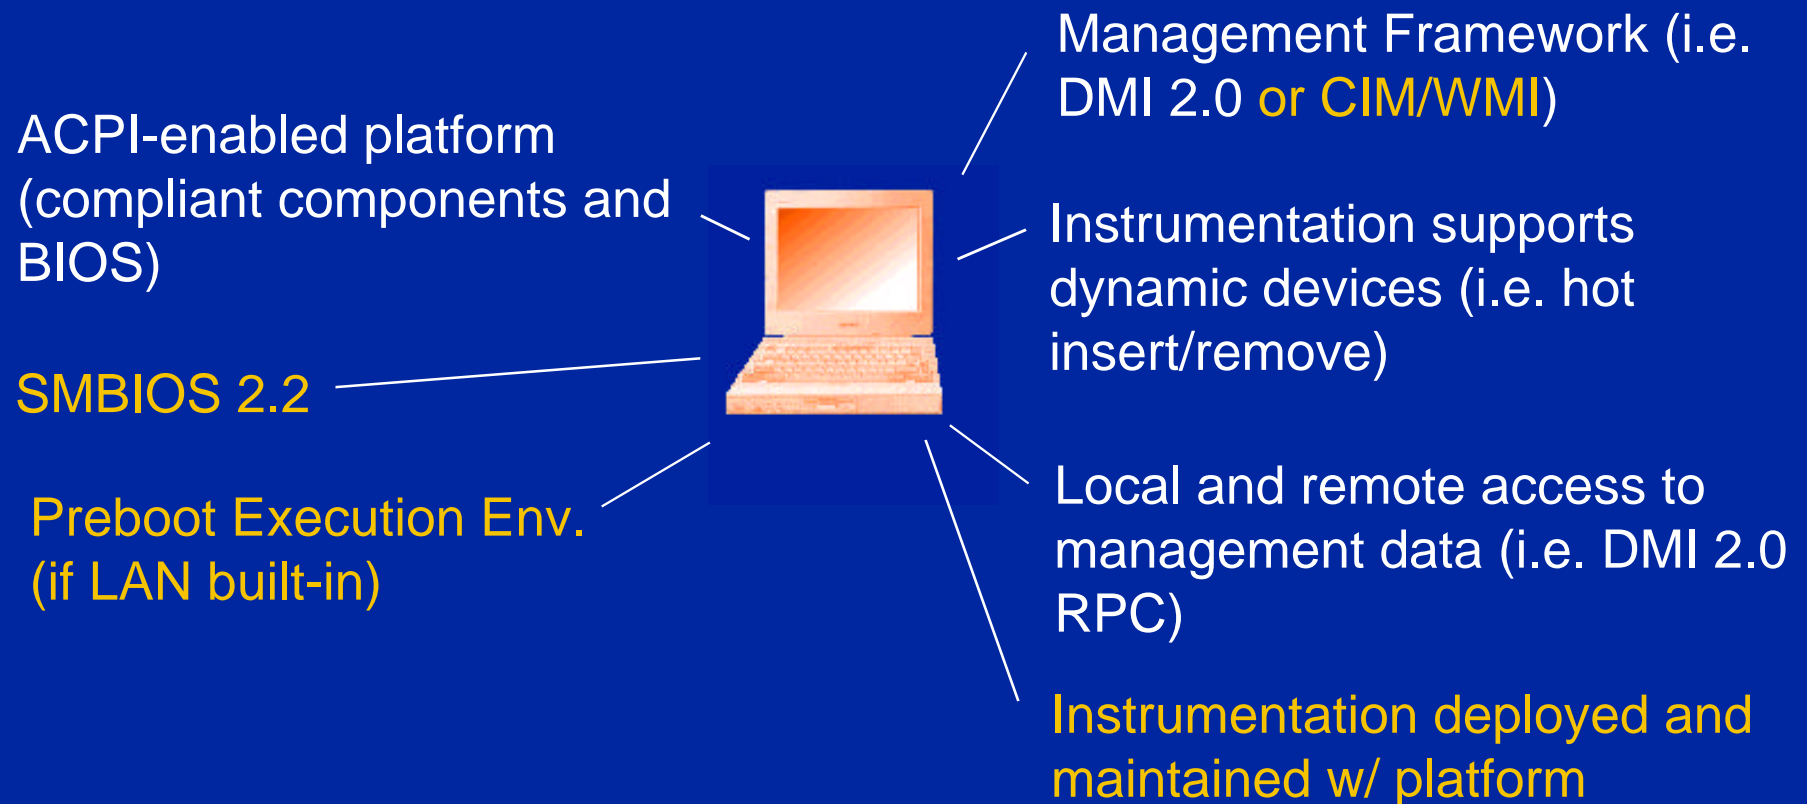 ACPI-enabled platform
(compliant components and
BIOS)
SMBIOS 2.2
Preboot Execution Env.
(if LAN built-in)
Management Framework (i.e.
DMI 2.0 or CIM/WMI)
Instrumentation supports
dynamic devices (i.e. hot
insert/remove)
Local and remote access to
management data (i.e. DMI 2.0
RPC)
Instrumentation deployed and
maintained w/ platform